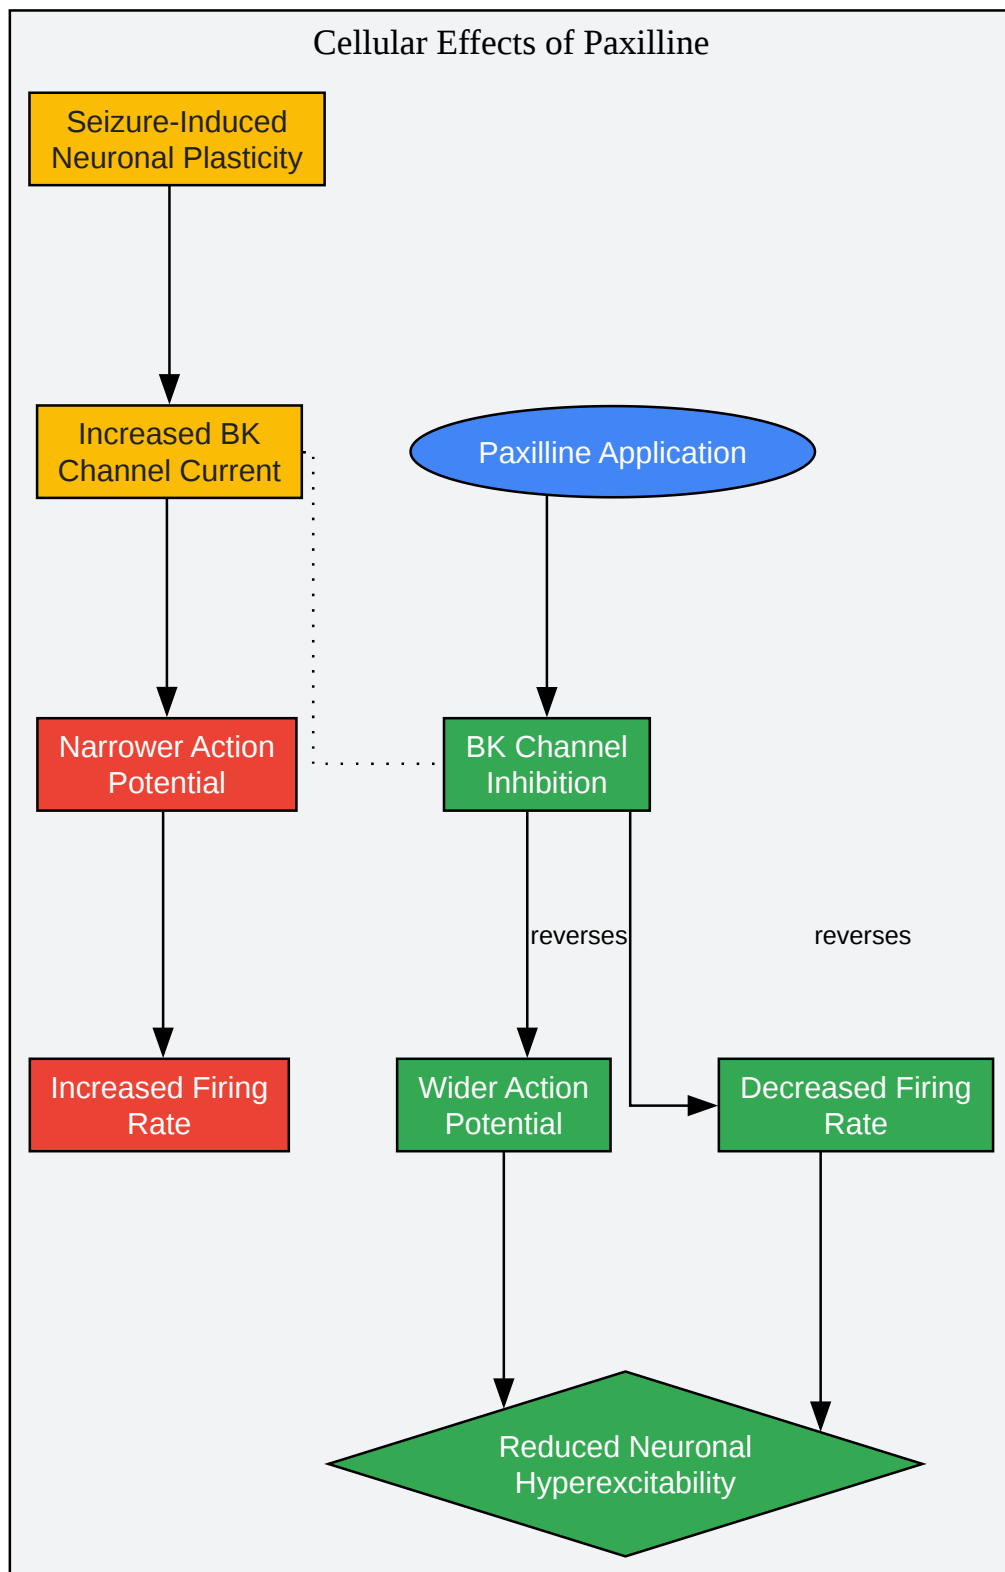 Cellular Effects of Paxilline
Seizure-Induced
Neuronal Plasticity
Increased BK
Channel Current
Paxilline Application
Narrower Action
Potential
BK Channel
Inhibition
reverses
reverses
Increased Firing
Rate
Wider Action
Potential
Decreased Firing
Rate
Reduced Neuronal
Hyperexcitability